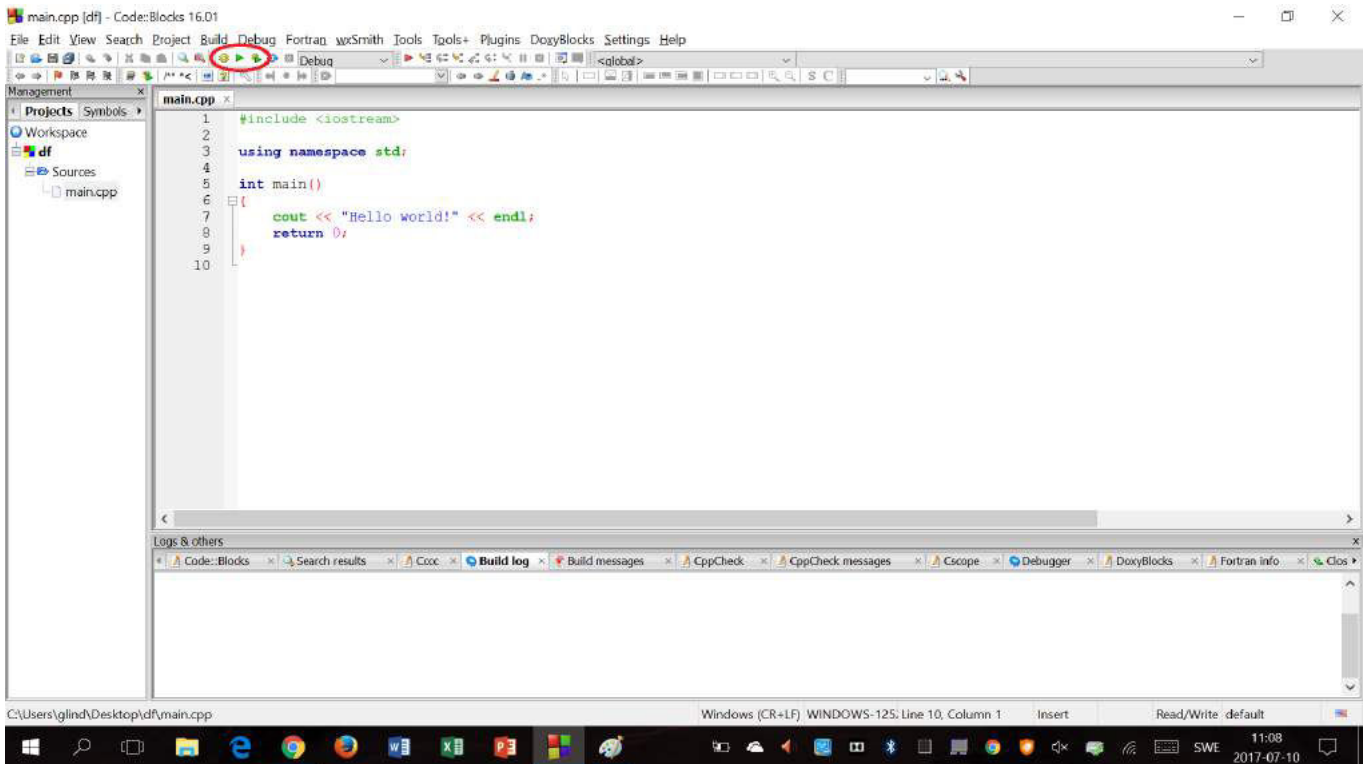 main.cpp [df] - Code::Blocks 16.01
File Edit View Search Project Build Debug Fortran wxSmith Tools Tools+ Plugins DoxyBlocks Settings Help
Debug <global>
S C
Management ×
Projects Symbols
main.cpp ×
Workspace
df
Sources
main.cpp
1 #include <iostream>
2
3 using namespace std;
4
5 int main()
6 {
7 cout << "Hello world!" << endl;
8 return 0;
9 }
10
Logs & others ×
Code::Blocks × Search results × Cccc × Build log × Build messages × CppCheck × CppCheck messages × Cscope × Debugger × DoxyBlocks × Fortran info × Clos
C:\Users\glind\Desktop\df\main.cpp Windows (CR+LF) WINDOWS-125. Line 10, Column 1 Insert Read/Write default
SWE 11:08
2017-07-10